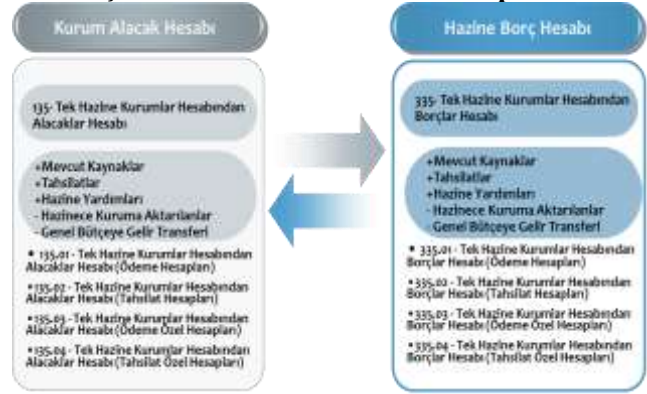 Kurum Alacak Hesabı
135- Tek Hazine Kurumlar Hesabından
Alacaklar Hesabı
+Mevcut Kaynaklar
+Tahsilatlar
+Hazine Yardımları
- Hazinece Kuruma Aktarılanlar
- Genel Bütçeye Gelir Transferi
• 135.01 - Tek Hazine Kurumlar Hesabından
Alacaklar Hesabı (Ödeme Hesapları)
•135.02 - Tek Hazine Kurumlar Hesabından
Alacaklar Hesabı (Tahsilat Hesapları)
•135.03 - Tek Hazine Kurumlar Hesabından
Alacaklar Hesabı (Ödeme Özel Hesapları)
•135.04 - Tek Hazine Kurumlar Hesabından
Alacaklar Hesabı (Tahsilat Özel Hesapları)
Hazine Borç Hesabı
335- Tek Hazine Kurumlar Hesabından
Borçlar Hesabı
+Mevcut Kaynaklar
+Tahsilatlar
+Hazine Yardımları
- Hazinece Kuruma Aktarılanlar
- Genel Bütçeye Gelir Transferi
• 335.01 - Tek Hazine Kurumlar Hesabından
Borçlar Hesabı (Ödeme Hesapları)
•335.02 - Tek Hazine Kurumlar Hesabından
Borçlar Hesabı (Tahsilat Hesapları)
•335.03 - Tek Hazine Kurumlar Hesabından
Borçlar Hesabı (Ödeme Özel Hesapları)
•335.04 - Tek Hazine Kurumlar Hesabından
Borçlar Hesabı (Tahsilat Özel Hesapları)